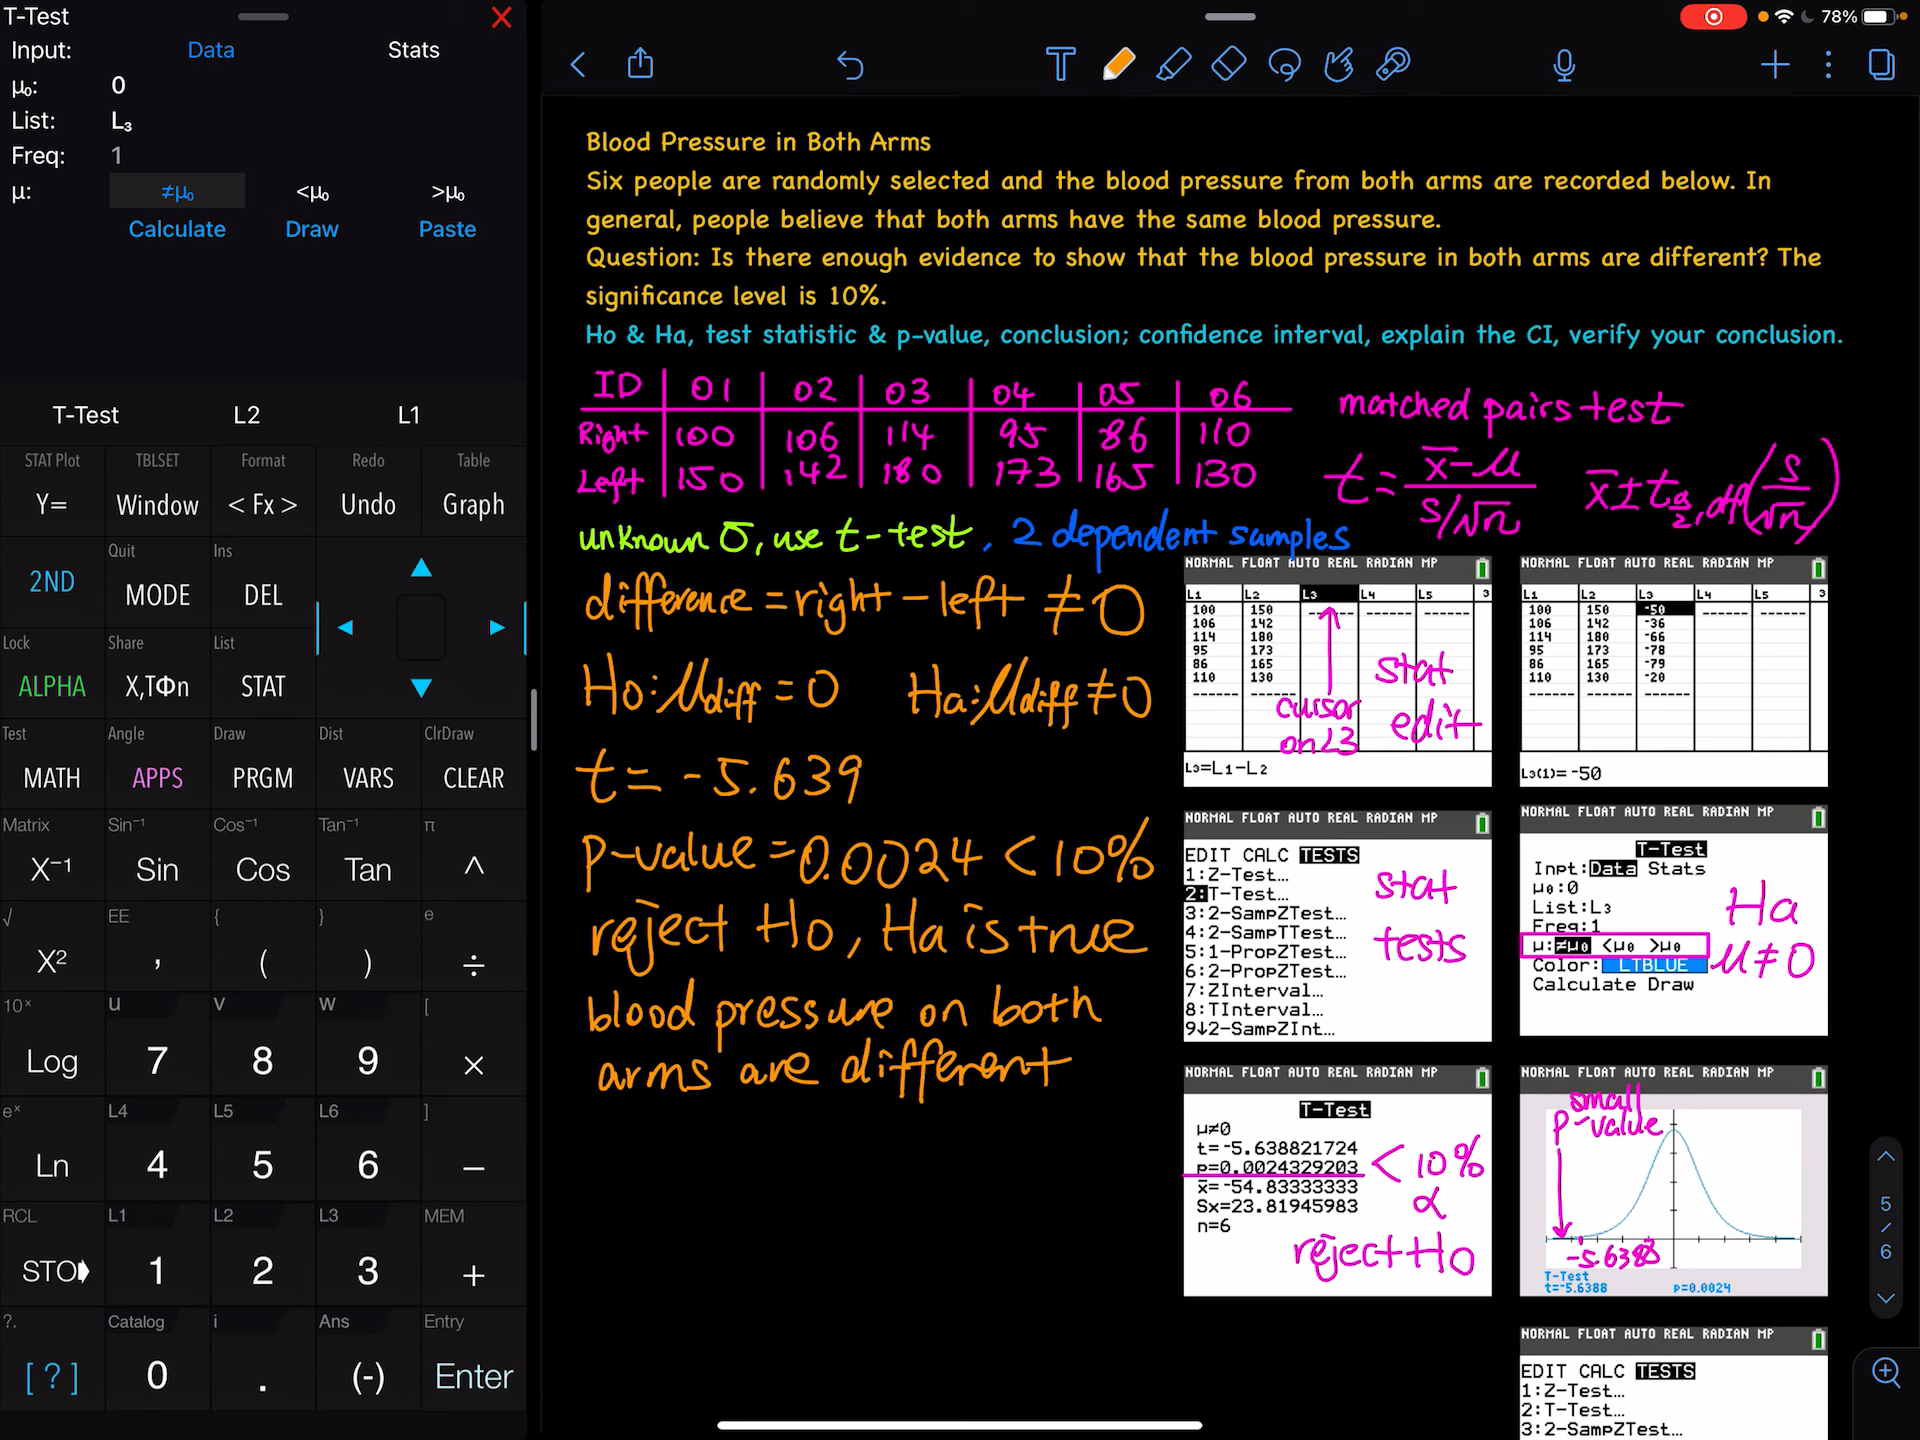 T-Test
Input: Data Stats
μ₀: 0
List: L₃
Freq: 1
μ: ≠μ₀ <μ₀ >μ₀
Calculate Draw Paste
T-Test L2 L1
STAT Plot TBLSET Format Redo Table
Y= Window < Fx > Undo Graph
Quit Ins
2ND MODE DEL
Lock Share List
ALPHA X,TΦn STAT
Test Angle Draw Dist ClrDraw
MATH APPS PRGM VARS CLEAR
Matrix Sin⁻¹ Cos⁻¹ Tan⁻¹ π
X⁻¹ Sin Cos Tan ^
√ EE { } e
X² , ( ) ÷
10ˣ u v w [
Log 7 8 9 ×
eˣ L4 L5 L6 ]
Ln 4 5 6 −
RCL L1 L2 L3 MEM
STO 1 2 3 +
?. Catalog i Ans Entry
[ ? ] 0 . (-) Enter
78%
T
Blood Pressure in Both Arms
Six people are randomly selected and the blood pressure from both arms are recorded below. In
general, people believe that both arms have the same blood pressure.
Question: Is there enough evidence to show that the blood pressure in both arms are different? The
significance level is 10%.
Ho & Ha, test statistic & p-value, conclusion; confidence interval, explain the CI, verify your conclusion.
ID 01 02 03 04 05 06
Right 100 106 114 95 86 110
Left 150 142 180 173 165 130
matched pairs test
t = x̄-μ / s/√n x̄ ± t α/2, df (s/√n)
unknown σ, use t-test, 2 dependent samples
difference = right - left ≠ 0
Ho: μdiff = 0 Ha: μdiff ≠ 0
t = -5.639
p-value = 0.0024 < 10%
reject Ho, Ha is true
blood pressure on both
arms are different
NORMAL FLOAT AUTO REAL RADIAN MP
L1 L2 L3 L4 L5 3
100 150 ------ ------ ------
106 142
114 180
95 173
86 165
110 130
------ ------
L3=L1-L2
cursor
on L3
stat
edit
NORMAL FLOAT AUTO REAL RADIAN MP
L1 L2 L3 L4 L5 3
100 150 -50 ------ ------
106 142 -36
114 180 -66
95 173 -78
86 165 -79
110 130 -20
------ ------ ------
L3(1)=-50
NORMAL FLOAT AUTO REAL RADIAN MP
EDIT CALC TESTS
1:Z-Test…
2:T-Test…
3:2-SampZTest…
4:2-SampTTest…
5:1-PropZTest…
6:2-PropZTest…
7:ZInterval…
8:TInterval…
9↓2-SampZInt…
stat
tests
NORMAL FLOAT AUTO REAL RADIAN MP
T-Test
Inpt:Data Stats
μ0:0
List:L3
Freq:1
μ:≠μ0 <μ0 >μ0
Color: LTBLUE
Calculate Draw
Ha
μ≠0
NORMAL FLOAT AUTO REAL RADIAN MP
T-Test
μ≠0
t=-5.638821724
p=0.0024329203
x̄=-54.83333333
Sx=23.81945983
n=6
< 10%
α
reject Ho
NORMAL FLOAT AUTO REAL RADIAN MP
small
p-value
-5.6388
T-Test
t=-5.6388 p=0.0024
NORMAL FLOAT AUTO REAL RADIAN MP
EDIT CALC TESTS
1:Z-Test…
2:T-Test…
3:2-SampZTest…
5
/
6